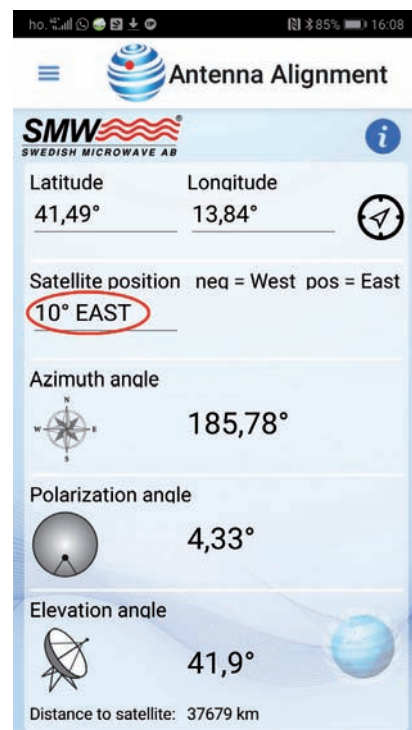 ho.
85% 16:08
Antenna Alignment
SMW
SWEDISH MICROWAVE AB
i
Latitude Longitude
41,49° 13,84°
Satellite position neg = West pos = East
10° EAST
Azimuth angle
N
W E
S
185,78°
Polarization angle
4,33°
Elevation angle
41,9°
Distance to satellite: 37679 km